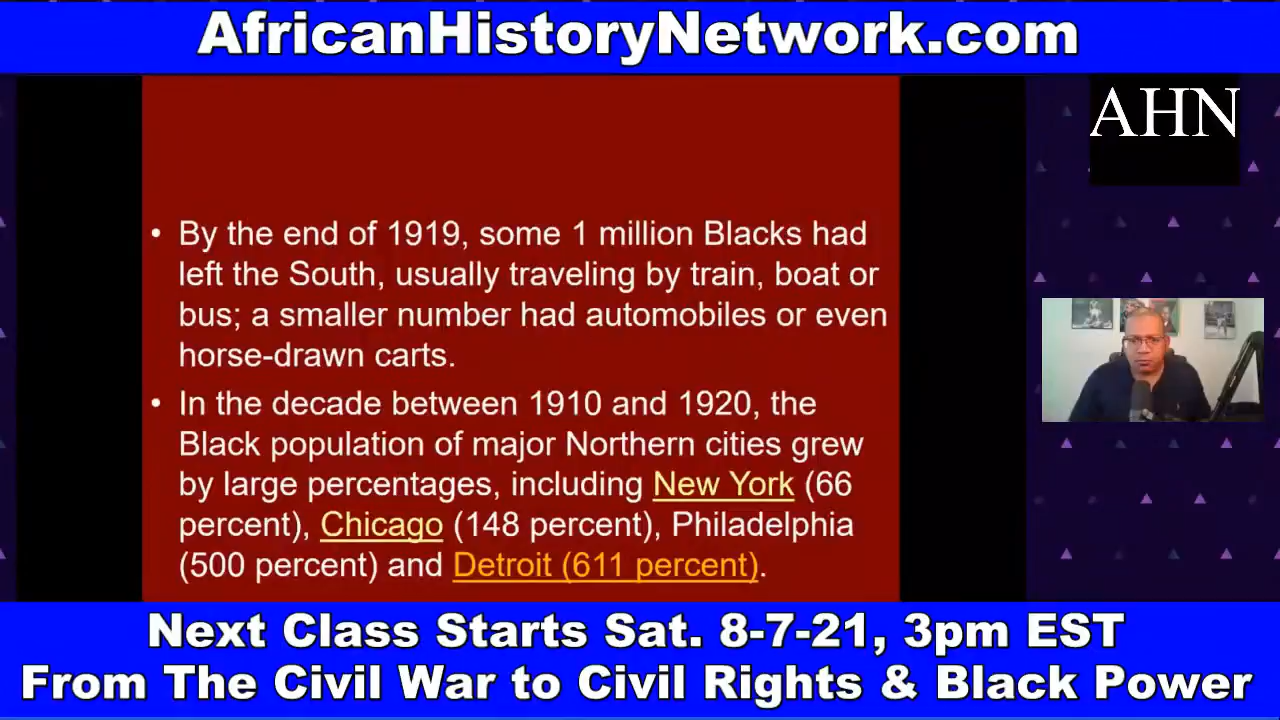 AfricanHistoryNetwork.com
AHN
• By the end of 1919, some 1 million Blacks had
left the South, usually traveling by train, boat or
bus; a smaller number had automobiles or even
horse-drawn carts.
• In the decade between 1910 and 1920, the
Black population of major Northern cities grew
by large percentages, including New York (66
percent), Chicago (148 percent), Philadelphia
(500 percent) and Detroit (611 percent).
Next Class Starts Sat. 8-7-21, 3pm EST
From The Civil War to Civil Rights & Black Power